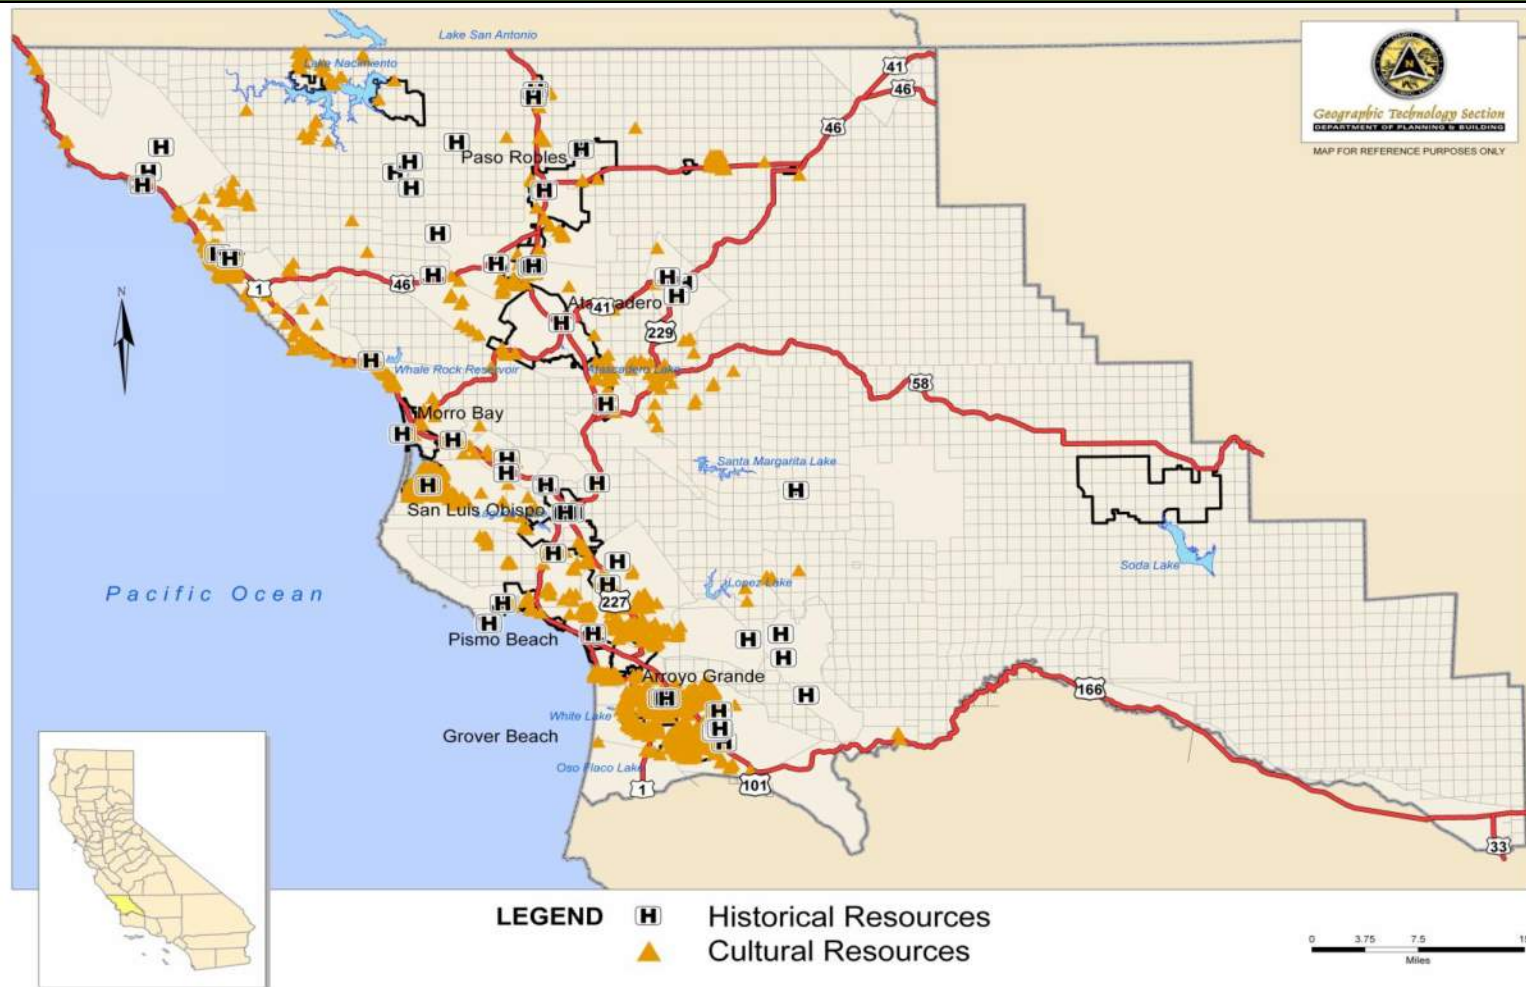 Lake San Antonio
41
46
Lake Nacimiento
46
Geographic Technology Section
DEPARTMENT OF PLANNING & BUILDING
MAP FOR REFERENCE PURPOSES ONLY
Paso Robles
N
1
46
Atascadero
41
229
Whale Rock Reservoir
Atascadero Lake
58
Morro Bay
Santa Margarita Lake
San Luis Obispo
Soda Lake
Lopez Lake
Pacific Ocean
227
Pismo Beach
Arroyo Grande
166
White Lake
Grover Beach
Oso Flaco Lake
1
101
33
LEGEND
H Historical Resources
Cultural Resources
0 3.75 7.5
Miles